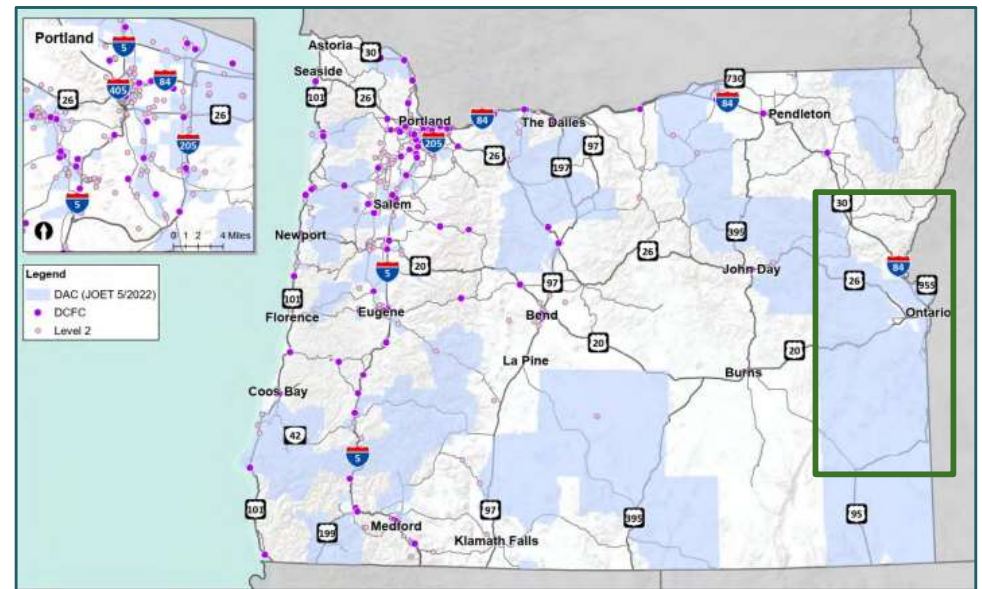 Portland
5
84
405
26
26
205
5
0 1 2 4 Miles
Legend
DAC (JOET 5/2022)
DCFC
Level 2
Astoria
30
Seaside
101
26
Portland
84
205
The Dalles
730
84
Pendleton
26
97
197
Salem
30
Newport
395
26
John Day
84
26
955
Ontario
5
20
101
Florence
Eugene
97
Bend
20
La Pine
Burns
20
Coos Bay
42
5
101
199
Medford
97
Klamath Falls
395
95